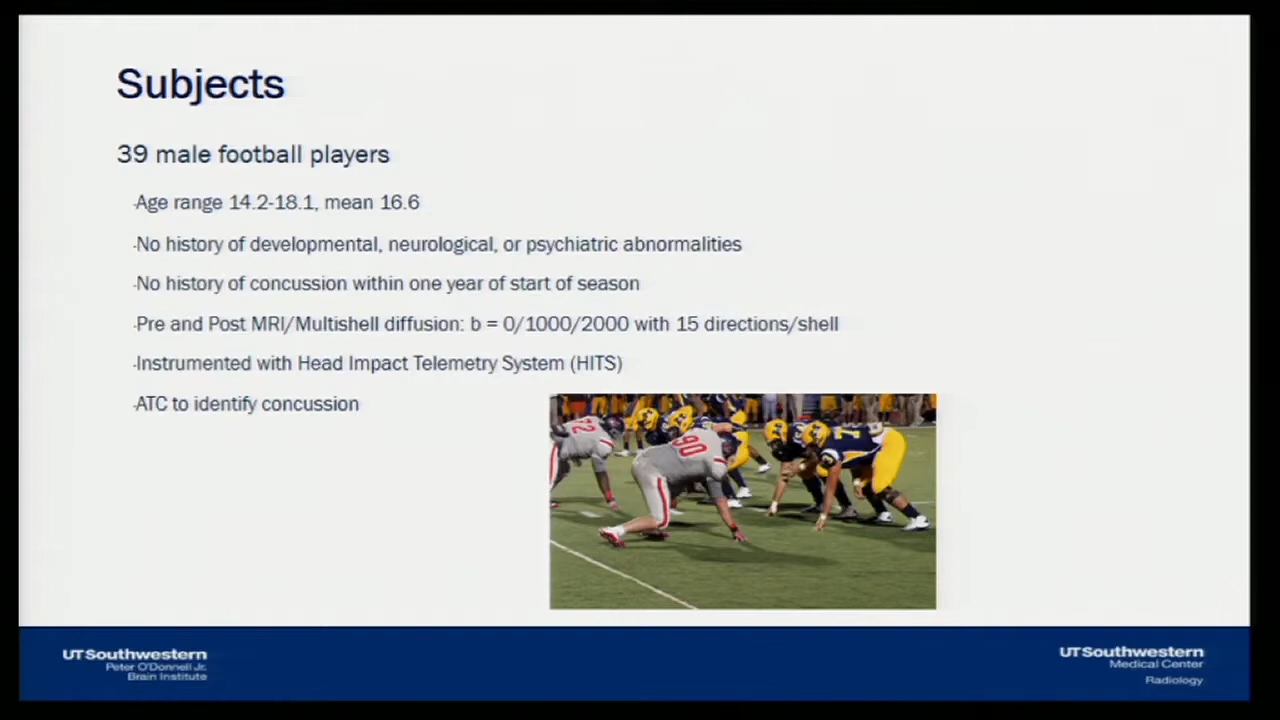 Subjects
39 male football players
·Age range 14.2-18.1, mean 16.6
·No history of developmental, neurological, or psychiatric abnormalities
·No history of concussion within one year of start of season
·Pre and Post MRI/Multishell diffusion: b = 0/1000/2000 with 15 directions/shell
·Instrumented with Head Impact Telemetry System (HITS)
·ATC to identify concussion
72
90
7
UTSouthwestern
Peter O'Donnell Jr.
Brain Institute
UTSouthwestern
Medical Center
Radiology